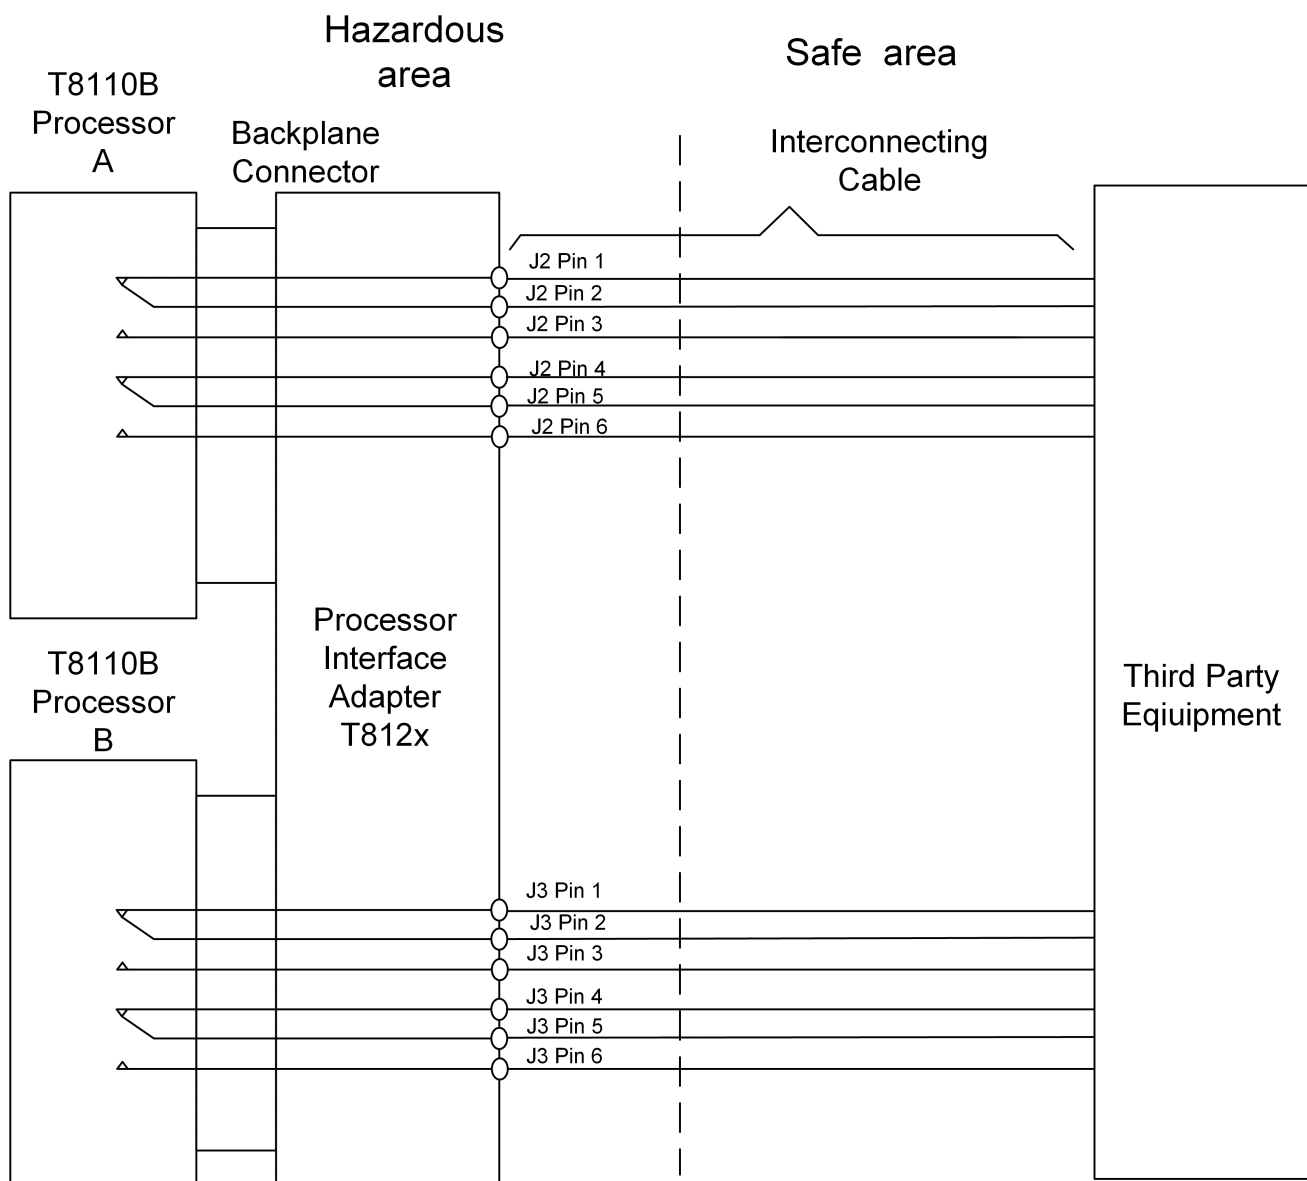 Hazardous
area
Safe area
T8110B
Processor
A
Backplane
Connector
Interconnecting
Cable
J2 Pin 1
J2 Pin 2
J2 Pin 3
J2 Pin 4
J2 Pin 5
J2 Pin 6
Processor
Interface
Adapter
T812x
T8110B
Processor
B
Third Party
Eqiuipment
J3 Pin 1
J3 Pin 2
J3 Pin 3
J3 Pin 4
J3 Pin 5
J3 Pin 6